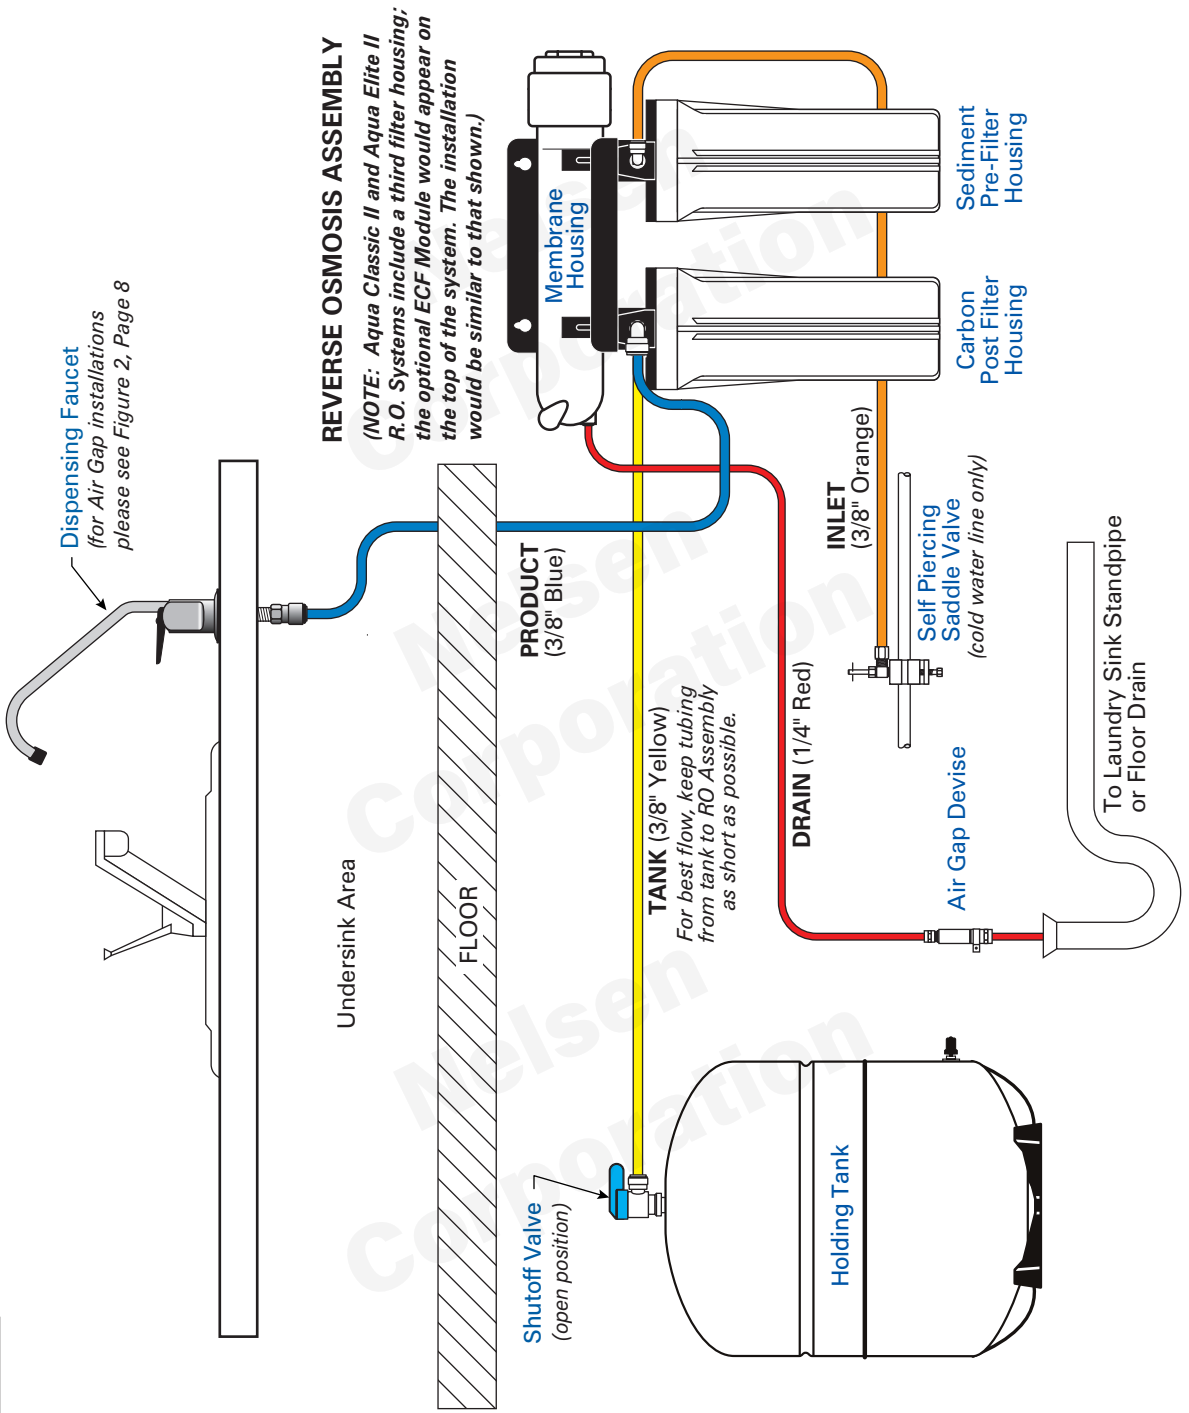 Dispensing Faucet
(for Air Gap installations
please see Figure 2, Page 8
REVERSE OSMOSIS ASSEMBLY
(NOTE: Aqua Classic II and Aqua Elite II
R.O. Systems include a third filter housing;
the optional ECF Module would appear on
the top of the system. The installation
would be similar to that shown.)
Undersink Area
FLOOR
Membrane
Housing
PRODUCT
(3/8" Blue)
Shutoff Valve
(open position)
TANK (3/8" Yellow)
For best flow, keep tubing
from tank to RO Assembly
as short as possible.
DRAIN (1/4" Red)
INLET
(3/8" Orange)
Self Piercing
Saddle Valve
(cold water line only)
Carbon
Post Filter
Housing
Sediment
Pre-Filter
Housing
Holding Tank
Air Gap Devise
To Laundry Sink Standpipe
or Floor Drain
Nelsen
Corporation
Nelsen
Corporation
Nelsen
Corporation